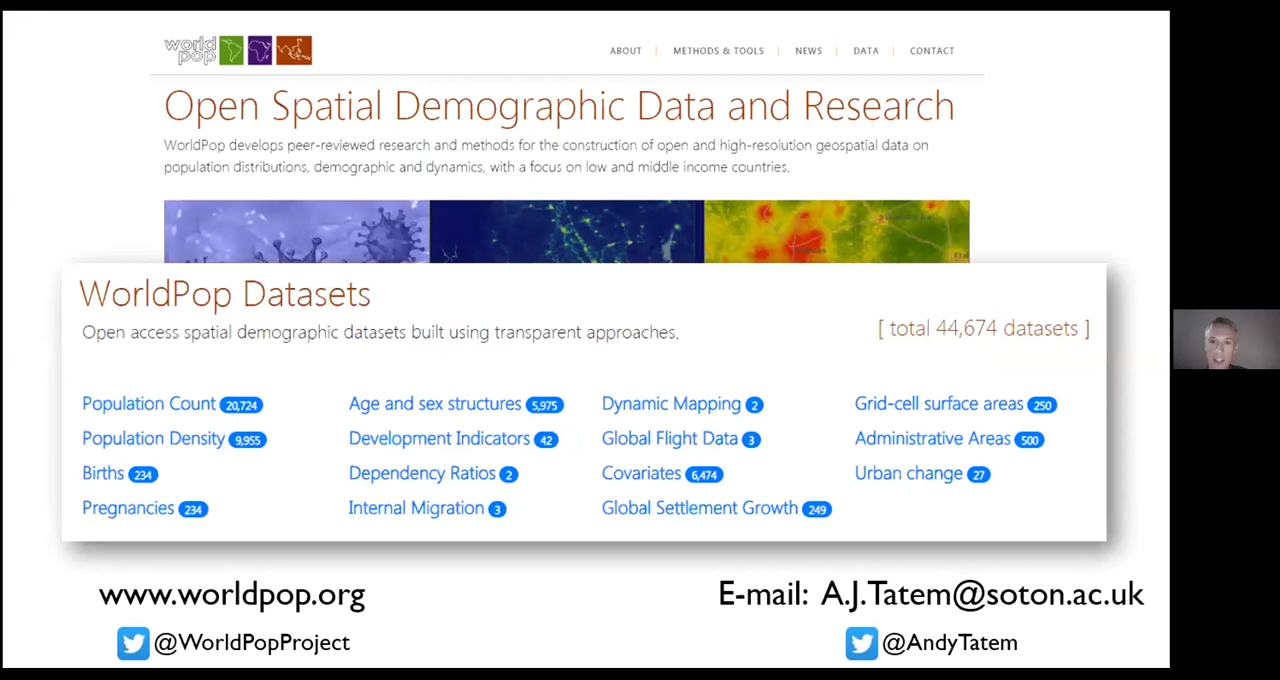 world
pop
ABOUT | METHODS & TOOLS | NEWS | DATA | CONTACT
Open Spatial Demographic Data and Research
WorldPop develops peer-reviewed research and methods for the construction of open and high-resolution geospatial data on
population distributions, demographic and dynamics, with a focus on low and middle income countries.
WorldPop Datasets
Open access spatial demographic datasets built using transparent approaches.
[ total 44,674 datasets ]
Population Count 20,724
Age and sex structures 5,975
Dynamic Mapping 2
Grid-cell surface areas 250
Population Density 9,955
Development Indicators 42
Global Flight Data 3
Administrative Areas 500
Births 234
Dependency Ratios 2
Covariates 6,474
Urban change 27
Pregnancies 234
Internal Migration 3
Global Settlement Growth 249
www.worldpop.org
E-mail: A.J.Tatem@soton.ac.uk
@WorldPopProject
@AndyTatem